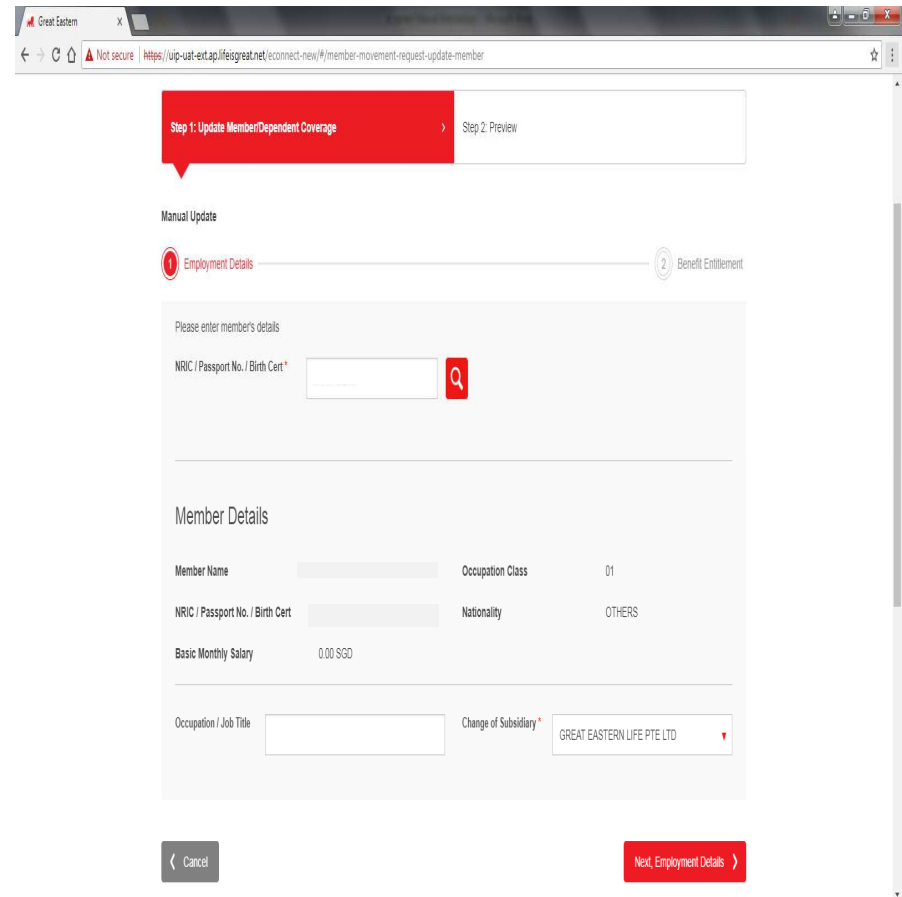 Great Eastern
Not secure | https://uip-uat-ext.ap.lifeisgreat.net/econnect-new/#/member-movement-request-update-member
Step 1: Update Member/Dependent Coverage
Step 2: Preview
Manual Update
1 Employment Details
2 Benefit Entitlement
Please enter member's details
NRIC / Passport No. / Birth Cert *
Member Details
Member Name
Occupation Class 01
NRIC / Passport No. / Birth Cert
Nationality OTHERS
Basic Monthly Salary 0.00 SGD
Occupation / Job Title
Change of Subsidiary * GREAT EASTERN LIFE PTE LTD
Cancel
Next, Employment Details